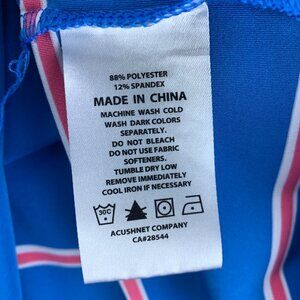 88% POLYESTER
12% SPANDEX
MADE IN CHINA
MACHINE WASH COLD
WASH DARK COLORS
SEPARATELY.
DO NOT BLEACH
DO NOT USE FABRIC
SOFTENERS.
TUMBLE DRY LOW
REMOVE IMMEDIATELY
COOL IRON IF NECESSARY
30C
ACUSHNET COMPANY
CA#28544